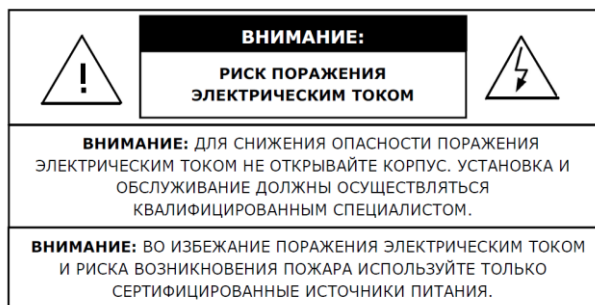 ВНИМАНИЕ:
РИСК ПОРАЖЕНИЯ
ЭЛЕКТРИЧЕСКИМ ТОКОМ
ВНИМАНИЕ: ДЛЯ СНИЖЕНИЯ ОПАСНОСТИ ПОРАЖЕНИЯ
ЭЛЕКТРИЧЕСКИМ ТОКОМ НЕ ОТКРЫВАЙТЕ КОРПУС. УСТАНОВКА И
ОБСЛУЖИВАНИЕ ДОЛЖНЫ ОСУЩЕСТВЛЯТЬСЯ
КВАЛИФИЦИРОВАННЫМ СПЕЦИАЛИСТОМ.
ВНИМАНИЕ: ВО ИЗБЕЖАНИЕ ПОРАЖЕНИЯ ЭЛЕКТРИЧЕСКИМ ТОКОМ
И РИСКА ВОЗНИКНОВЕНИЯ ПОЖАРА ИСПОЛЬЗУЙТЕ ТОЛЬКО
СЕРТИФИЦИРОВАННЫЕ ИСТОЧНИКИ ПИТАНИЯ.